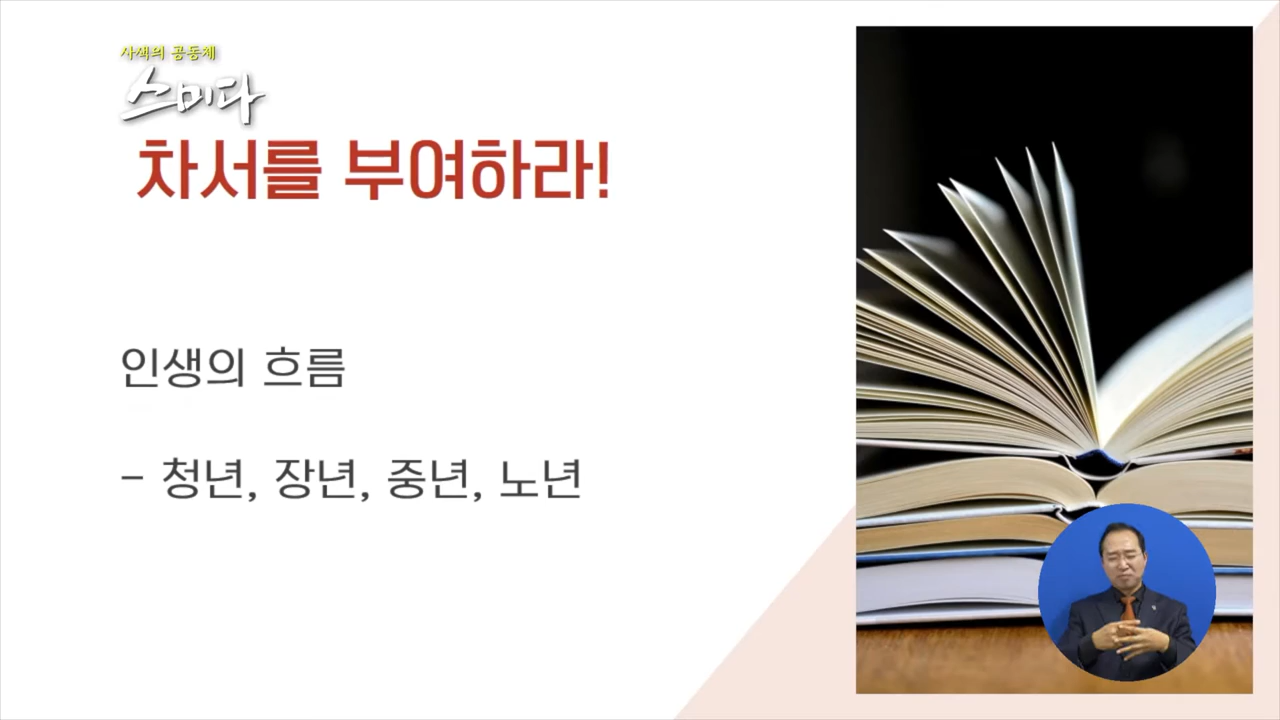 사색의 공동체
스미다
차서를 부여하라!
인생의 흐름
- 청년, 장년, 중년, 노년